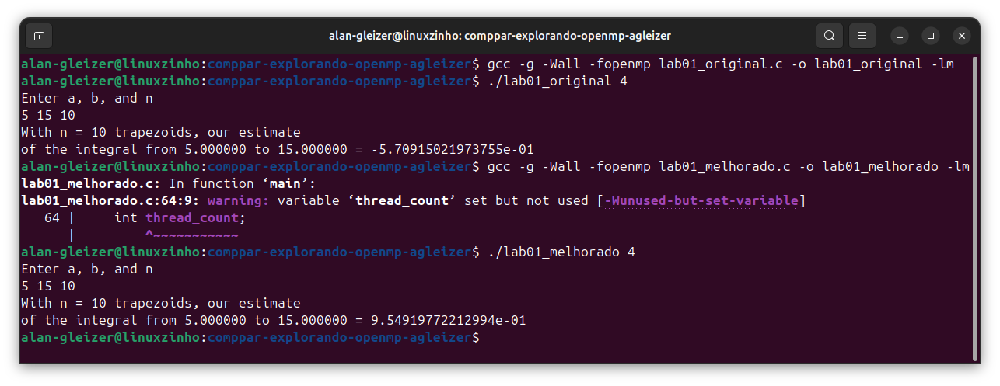 alan-gleizer@linuxzinho: comppar-explorando-openmp-agleizer
alan-gleizer@linuxzinho:comppar-explorando-openmp-agleizer$ gcc -g -Wall -fopenmp lab01_original.c -o lab01_original -lm
alan-gleizer@linuxzinho:comppar-explorando-openmp-agleizer$ ./lab01_original 4
Enter a, b, and n
5 15 10
With n = 10 trapezoids, our estimate
of the integral from 5.000000 to 15.000000 = -5.70915021973755e-01
alan-gleizer@linuxzinho:comppar-explorando-openmp-agleizer$ gcc -g -Wall -fopenmp lab01_melhorado.c -o lab01_melhorado -lm
lab01_melhorado.c: In function ‘main’:
lab01_melhorado.c:64:9: warning: variable ‘thread_count’ set but not used [-Wunused-but-set-variable]
   64 |     int thread_count;
      |         ^~~~~~~~~~~~
alan-gleizer@linuxzinho:comppar-explorando-openmp-agleizer$ ./lab01_melhorado 4
Enter a, b, and n
5 15 10
With n = 10 trapezoids, our estimate
of the integral from 5.000000 to 15.000000 = 9.54919772212994e-01
alan-gleizer@linuxzinho:comppar-explorando-openmp-agleizer$